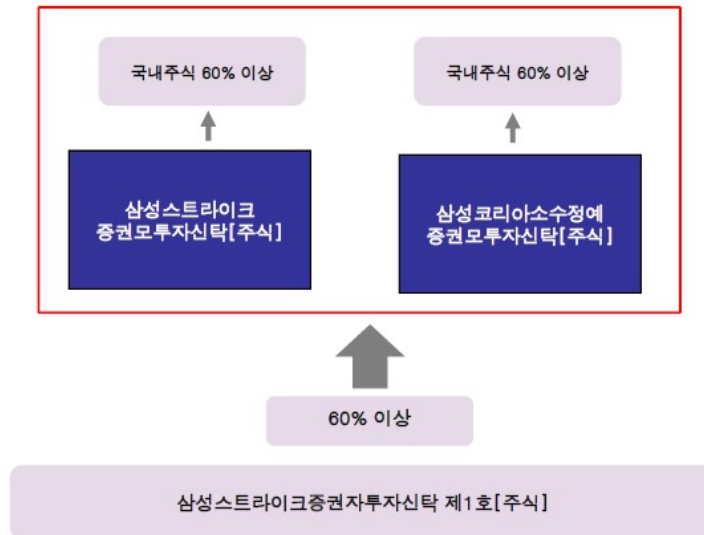 국내주식 60% 이상
국내주식 60% 이상
삼성스트라이크
증권모투자신탁[주식]
삼성코리아소수정예
증권모투자신탁[주식]
60% 이상
삼성스트라이크증권자투자신탁 제1호[주식]